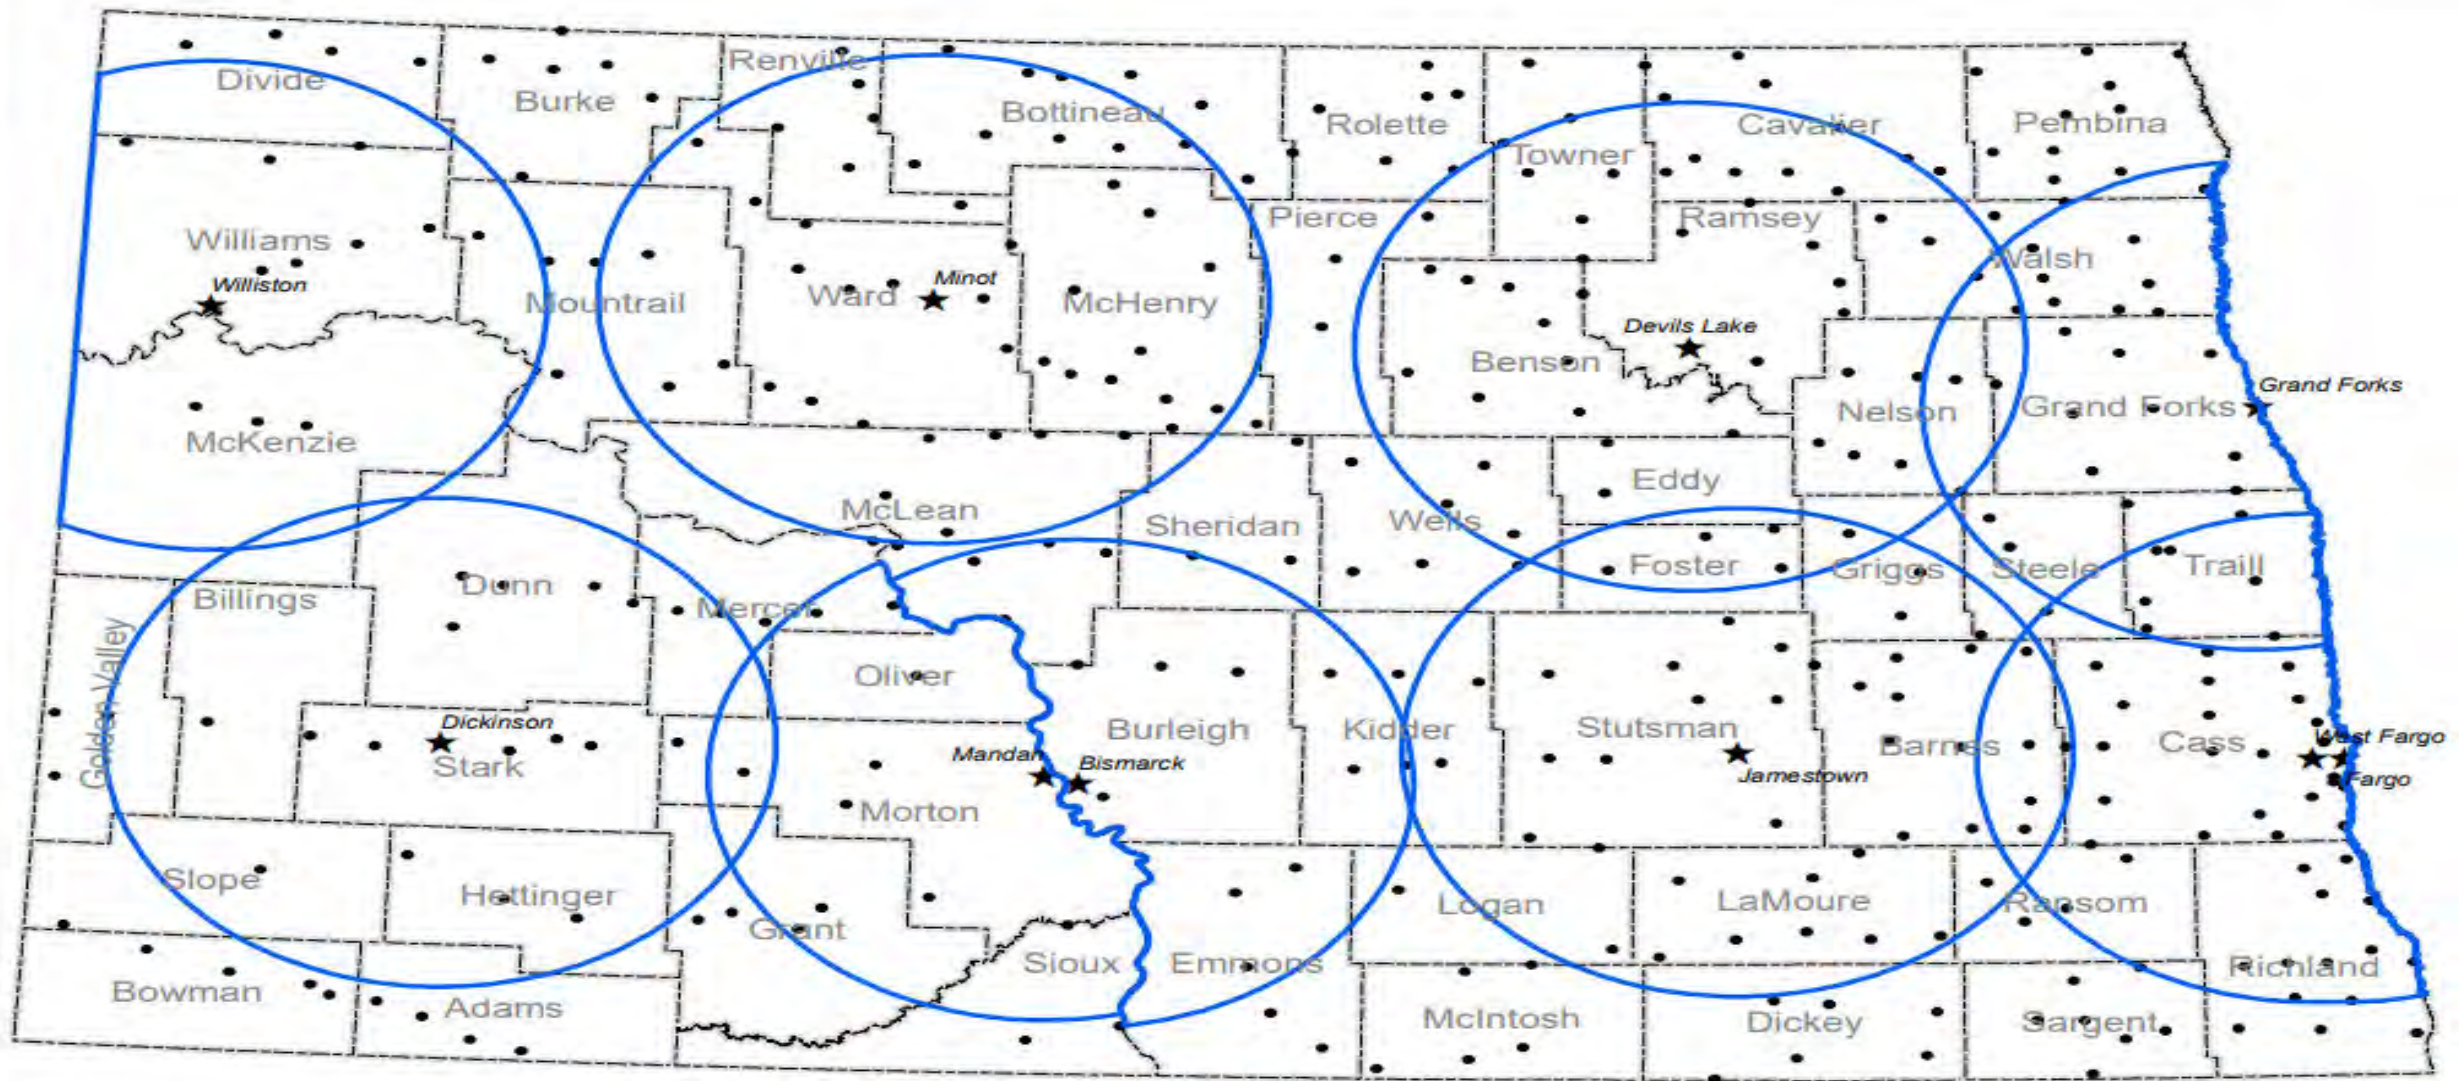 Renville
Divide
Burke
Bottineau
Rolette
Cavalier
Pembina
Towner
Pierce
Ramsey
Williams
Walsh
Williston
Mountrail
Ward
Minot
McHenry
Devils Lake
Benson
Grand Forks
Nelson
Grand Forks
McKenzie
McLean
Sheridan
Wells
Eddy
Foster
Griggs
Steele
Traill
Billings
Dunn
Mercer
Golden Valley
Oliver
Dickinson
Stark
Burleigh
Kidder
Stutsman
Barnes
Cass
West Fargo
Mandan
Bismarck
Jamestown
Fargo
Morton
Slope
Hettinger
Grant
Logan
LaMoure
Ransom
Sioux
Emmons
Richland
Bowman
Adams
McIntosh
Dickey
Sargent